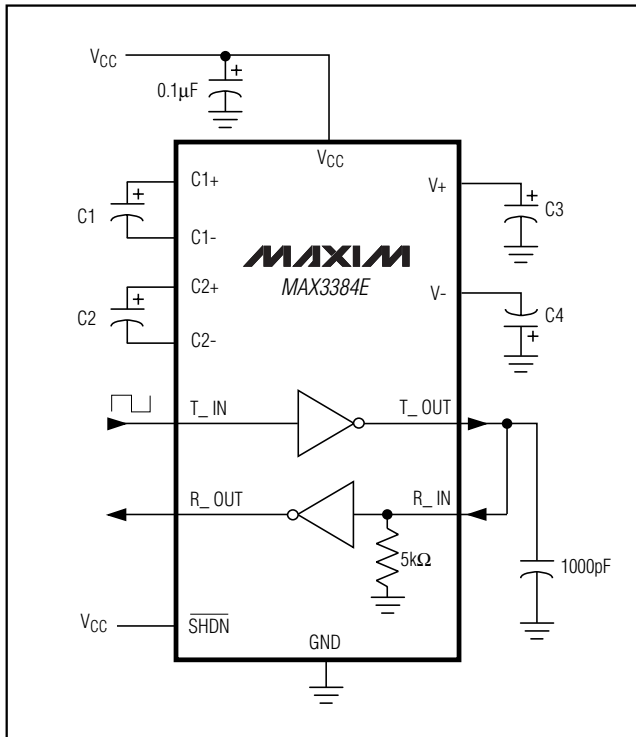 VCC
0.1µF
+
VCC
C1+
V+
+
+
C1
C3
C1-
MAXIM
MAX3384E
C2+
V-
+
C2
C4
+
C2-
T_ IN
T_ OUT
R_ OUT
R_ IN
5kΩ
1000pF
VCC
SHDN
GND